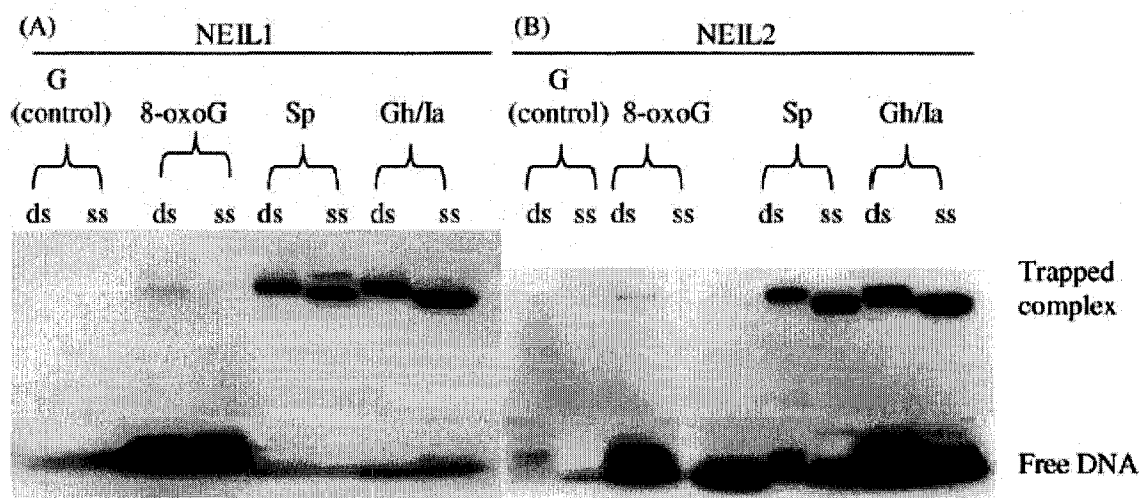 (A) NEIL1 (B) NEIL2
G G
(control) 8-oxoG Sp Gh/Ia (control) 8-oxoG Sp Gh/Ia
ds ss ds ss ds ss ds ss ds ss ds ss ds ss ds ss
Trapped
complex
Free DNA